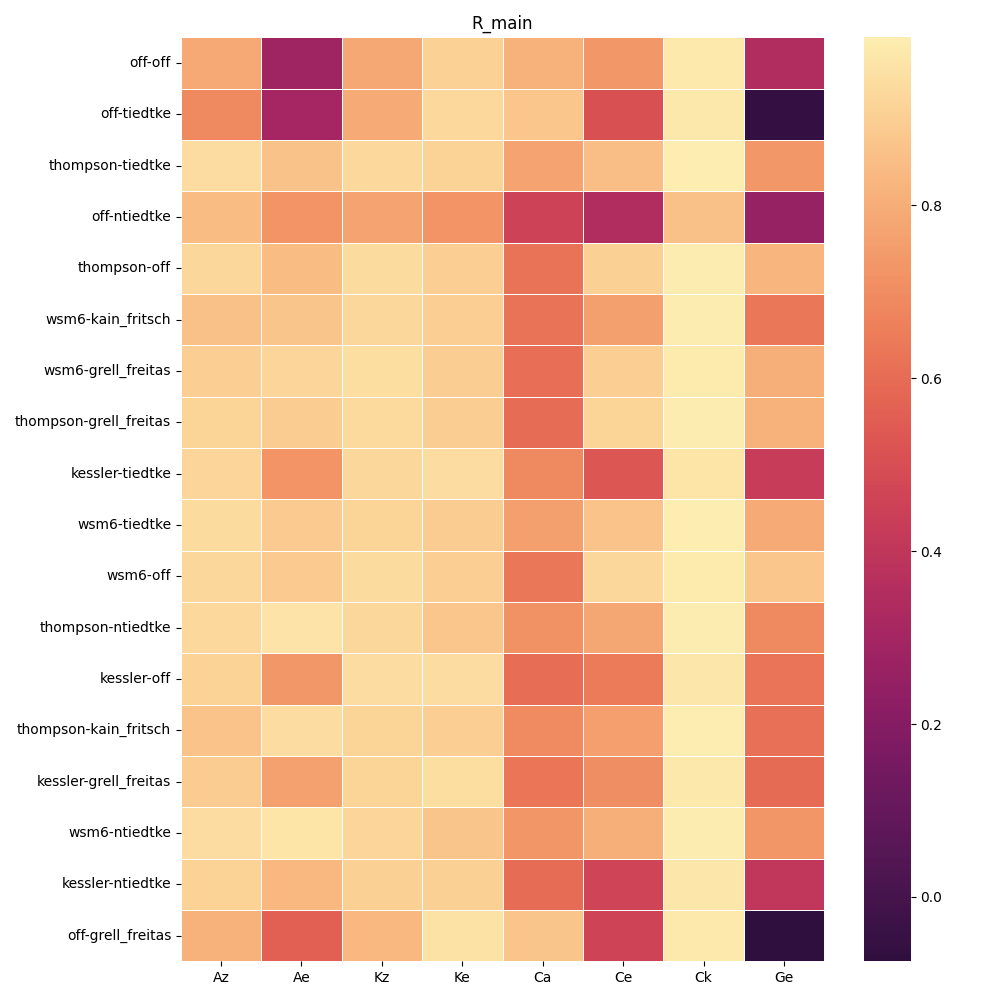 R_main
off-off
off-tiedtke
thompson-tiedtke
off-ntiedtke
thompson-off
wsm6-kain_fritsch
wsm6-grell_freitas
thompson-grell_freitas
kessler-tiedtke
wsm6-tiedtke
wsm6-off
thompson-ntiedtke
kessler-off
thompson-kain_fritsch
kessler-grell_freitas
wsm6-ntiedtke
kessler-ntiedtke
off-grell_freitas
Az Ae Kz Ke Ca Ce Ck Ge
0.8
0.6
0.4
0.2
0.0